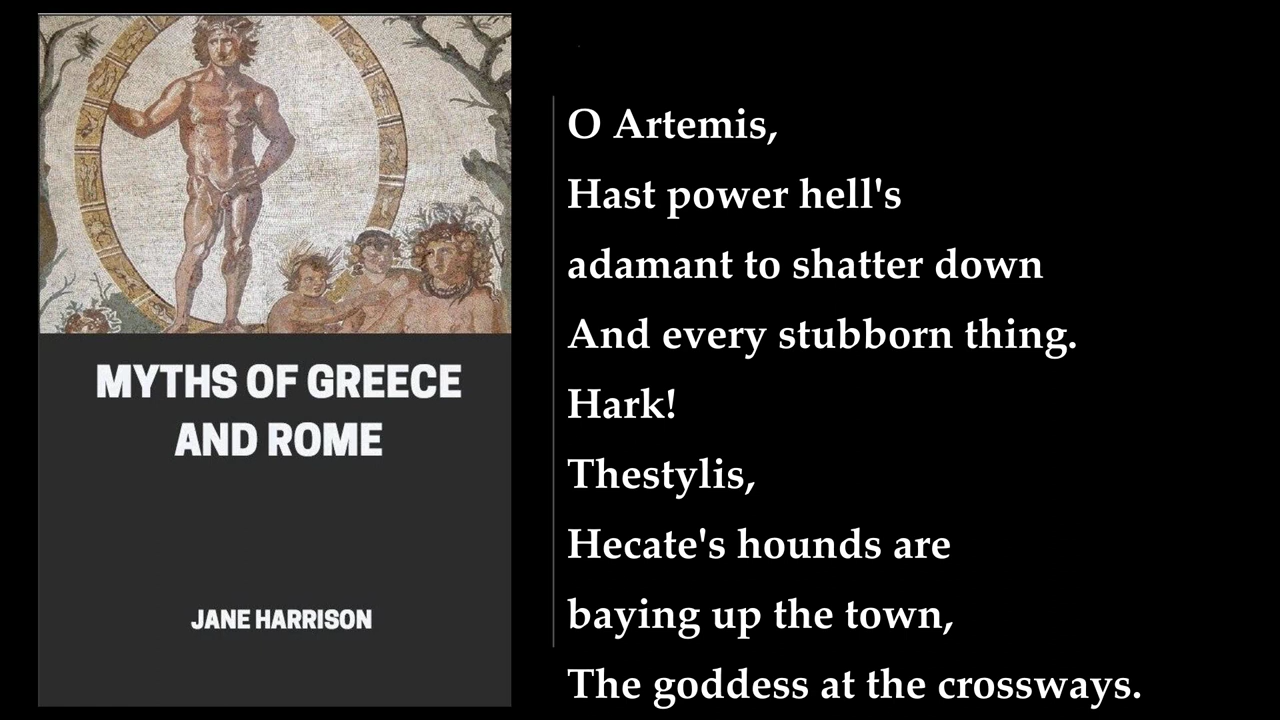 MYTHS OF GREECE
AND ROME
JANE HARRISON
O Artemis,
Hast power hell's
adamant to shatter down
And every stubborn thing.
Hark!
Thestylis,
Hecate's hounds are
baying up the town,
The goddess at the crossways.